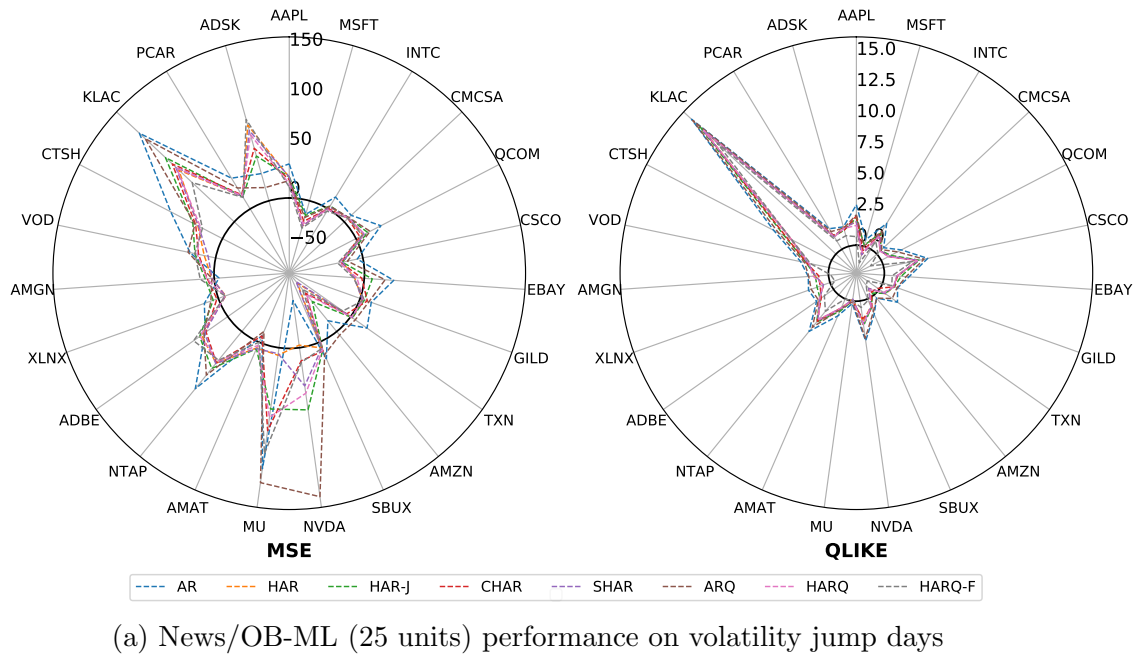 AAPL
MSFT
INTC
CMCSA
QCOM
CSCO
EBAY
GILD
TXN
AMZN
SBUX
NVDA
MU
AMAT
NTAP
ADBE
XLNX
AMGN
VOD
CTSH
KLAC
PCAR
ADSK
150
100
50
0
−50
MSE
AAPL
MSFT
INTC
CMCSA
QCOM
CSCO
EBAY
GILD
TXN
AMZN
SBUX
NVDA
MU
AMAT
NTAP
ADBE
XLNX
AMGN
VOD
CTSH
KLAC
PCAR
ADSK
15.0
12.5
10.0
7.5
5.0
2.5
0.0
QLIKE
AR HAR HAR-J CHAR SHAR ARQ HARQ HARQ-F
(a) News/OB-ML (25 units) performance on volatility jump days